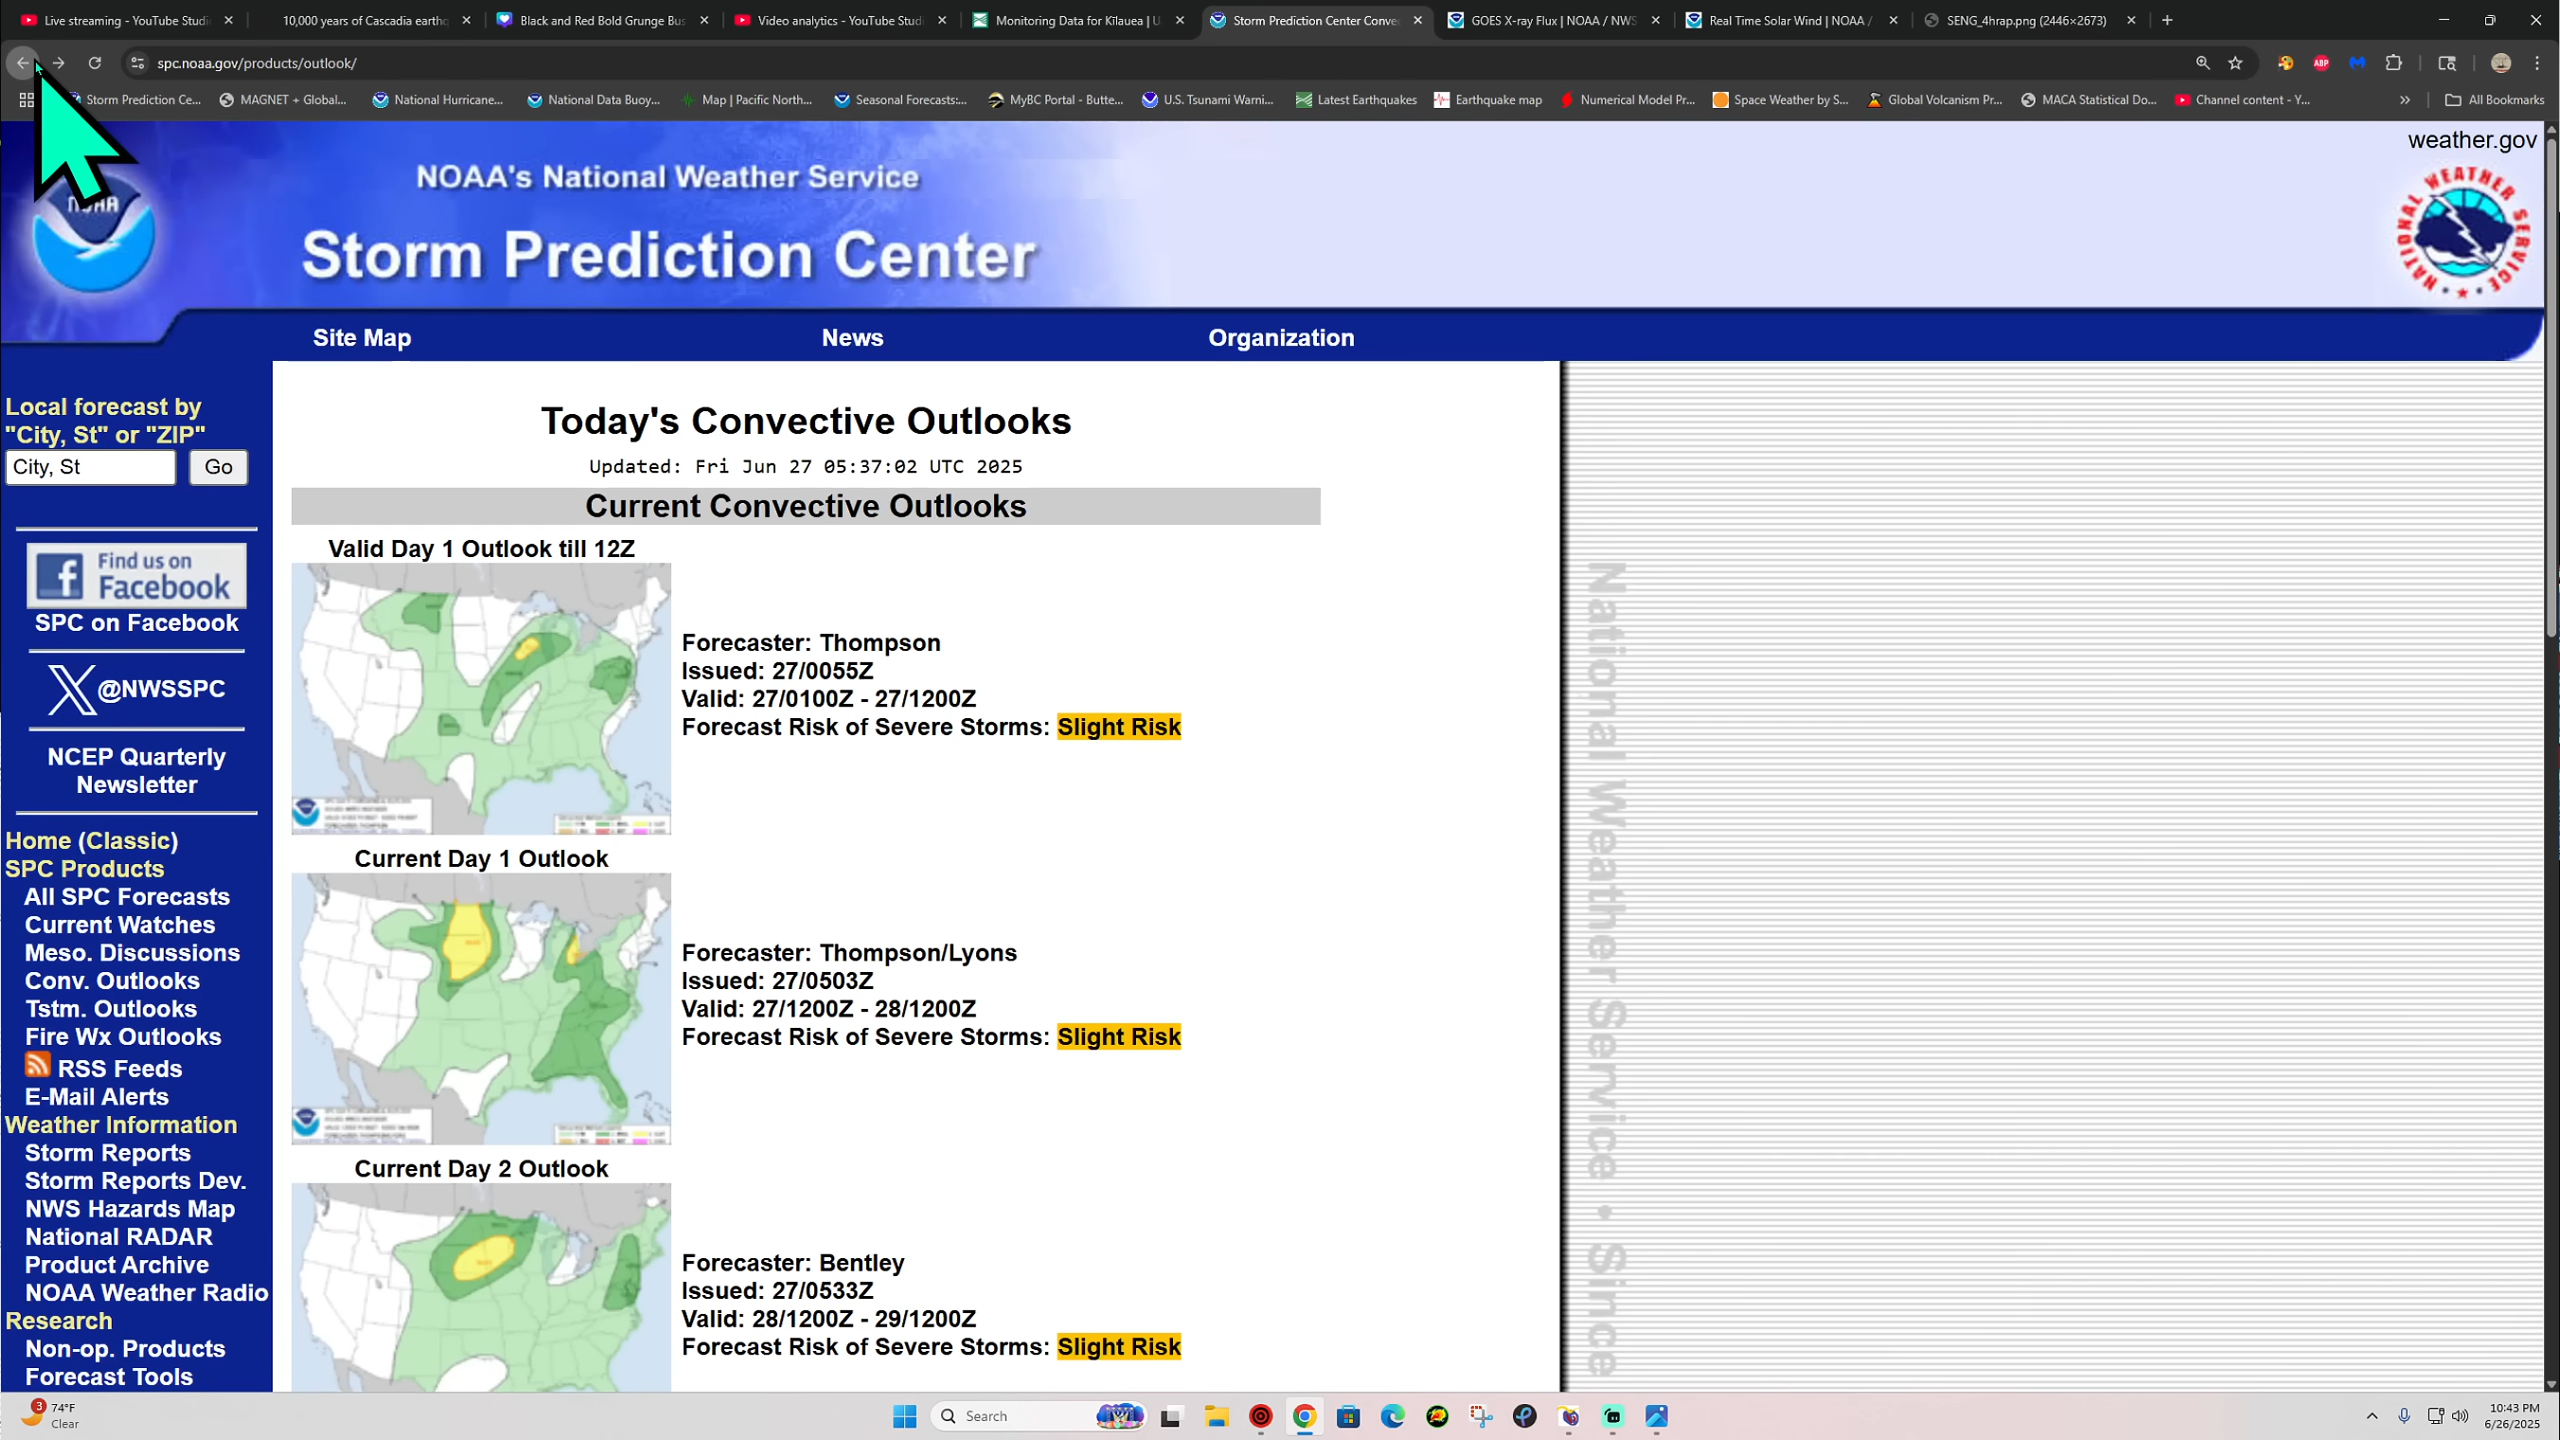 Live streaming - YouTube Studi
10,000 years of Cascadia earthq
Black and Red Bold Grunge Bus
Video analytics - YouTube Studi
Monitoring Data for Kīlauea | U
Storm Prediction Center Conve
GOES X-ray Flux | NOAA / NWS
Real Time Solar Wind | NOAA /
SENG_4hrap.png (2446×2673)
spc.noaa.gov/products/outlook/
Storm Prediction Ce...
MAGNET + Global...
National Hurricane...
National Data Buoy...
Map | Pacific North...
Seasonal Forecasts:...
MyBC Portal - Butte...
U.S. Tsunami Warni...
Latest Earthquakes
Earthquake map
Numerical Model Pr...
Space Weather by S...
Global Volcanism Pr...
MACA Statistical Do...
Channel content - Y...
All Bookmarks
weather.gov
NOAA's National Weather Service
Storm Prediction Center
NOAA
NATIONAL WEATHER SERVICE
Site Map
News
Organization
Local forecast by
"City, St" or "ZIP"
City, St
Go
Find us on
Facebook
SPC on Facebook
@NWSSPC
NCEP Quarterly
Newsletter
Home (Classic)
SPC Products
All SPC Forecasts
Current Watches
Meso. Discussions
Conv. Outlooks
Tstm. Outlooks
Fire Wx Outlooks
RSS Feeds
E-Mail Alerts
Weather Information
Storm Reports
Storm Reports Dev.
NWS Hazards Map
National RADAR
Product Archive
NOAA Weather Radio
Research
Non-op. Products
Forecast Tools
Today's Convective Outlooks
Updated: Fri Jun 27 05:37:02 UTC 2025
Current Convective Outlooks
Valid Day 1 Outlook till 12Z
Forecaster: Thompson
Issued: 27/0055Z
Valid: 27/0100Z - 27/1200Z
Forecast Risk of Severe Storms: Slight Risk
Current Day 1 Outlook
Forecaster: Thompson/Lyons
Issued: 27/0503Z
Valid: 27/1200Z - 28/1200Z
Forecast Risk of Severe Storms: Slight Risk
Current Day 2 Outlook
Forecaster: Bentley
Issued: 27/0533Z
Valid: 28/1200Z - 29/1200Z
Forecast Risk of Severe Storms: Slight Risk
National Weather Service • Since
3
74°F
Clear
Search
10:43 PM
6/26/2025